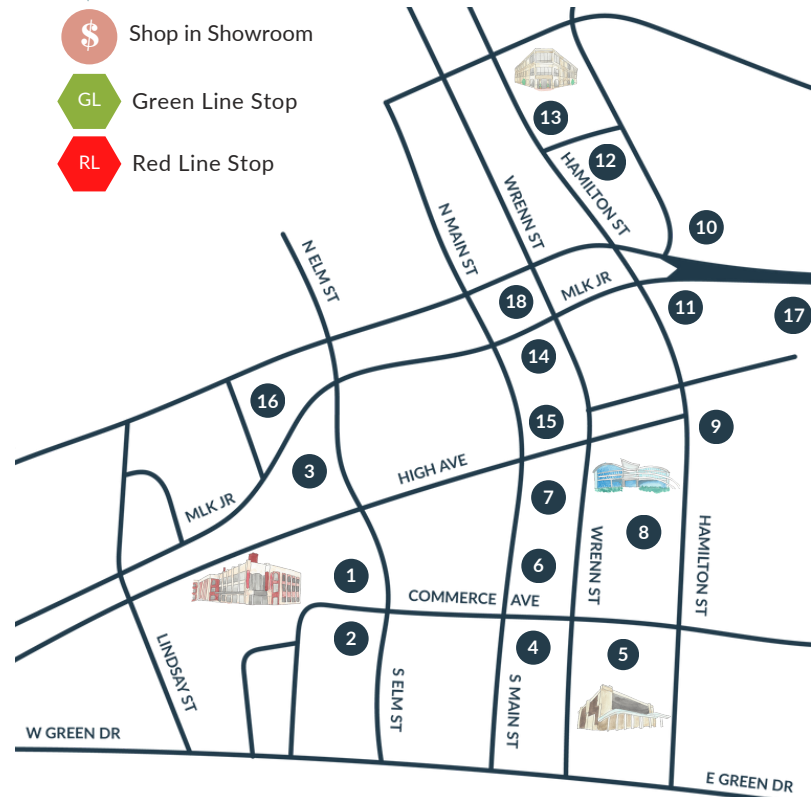 $ Shop in Showroom
GL Green Line Stop
RL Red Line Stop
13
12
HAMILTON ST
WRENN ST
N MAIN ST
10
N ELM ST
MLK JR
18
11
17
14
16
15
9
3
HIGH AVE
MLK JR
7
8
WRENN ST
HAMILTON ST
6
1
COMMERCE AVE
2
4
5
LINDSAY ST
S ELM ST
S MAIN ST
W GREEN DR
E GREEN DR